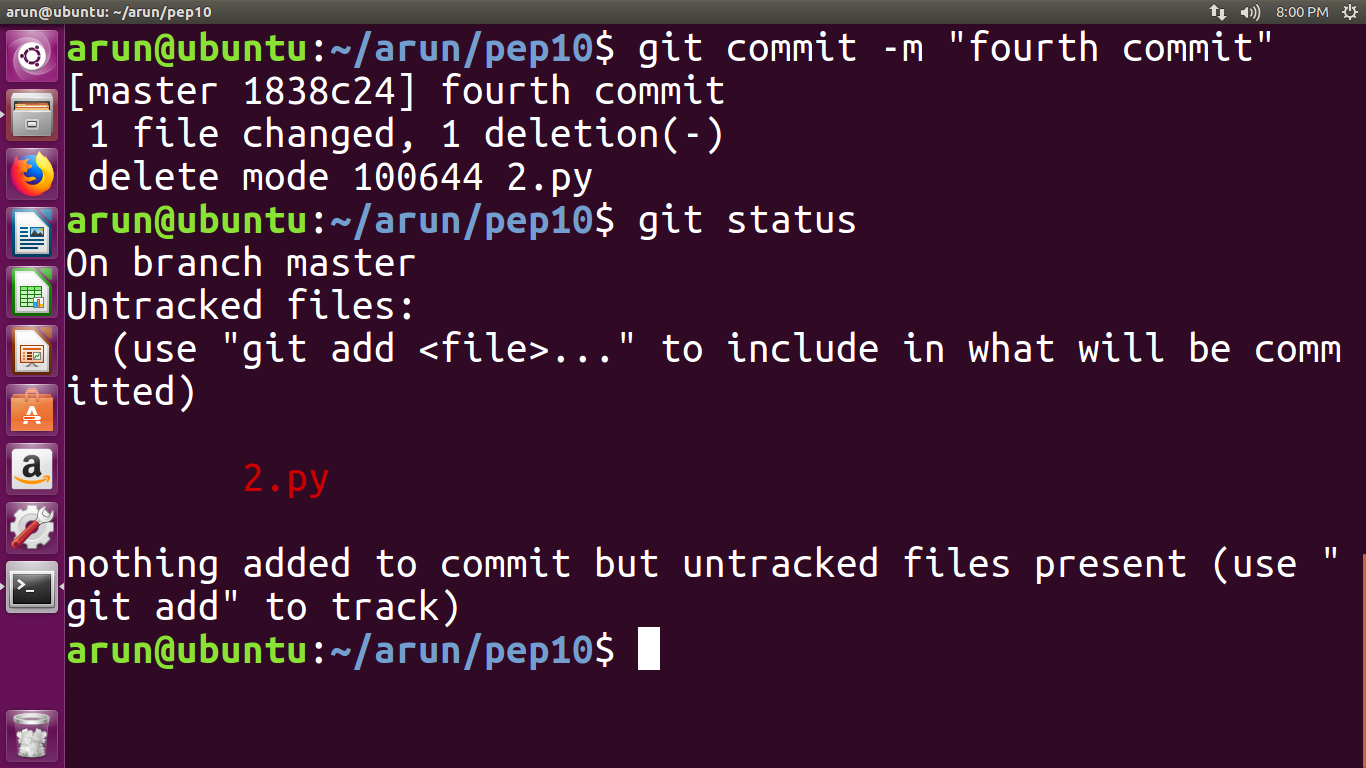 arun@ubuntu: ~/arun/pep10
8:00 PM
arun@ubuntu:~/arun/pep10$ git commit -m "fourth commit"
[master 1838c24] fourth commit
 1 file changed, 1 deletion(-)
 delete mode 100644 2.py
arun@ubuntu:~/arun/pep10$ git status
On branch master
Untracked files:
  (use "git add <file>..." to include in what will be comm
itted)
        2.py
nothing added to commit but untracked files present (use "
git add" to track)
arun@ubuntu:~/arun/pep10$